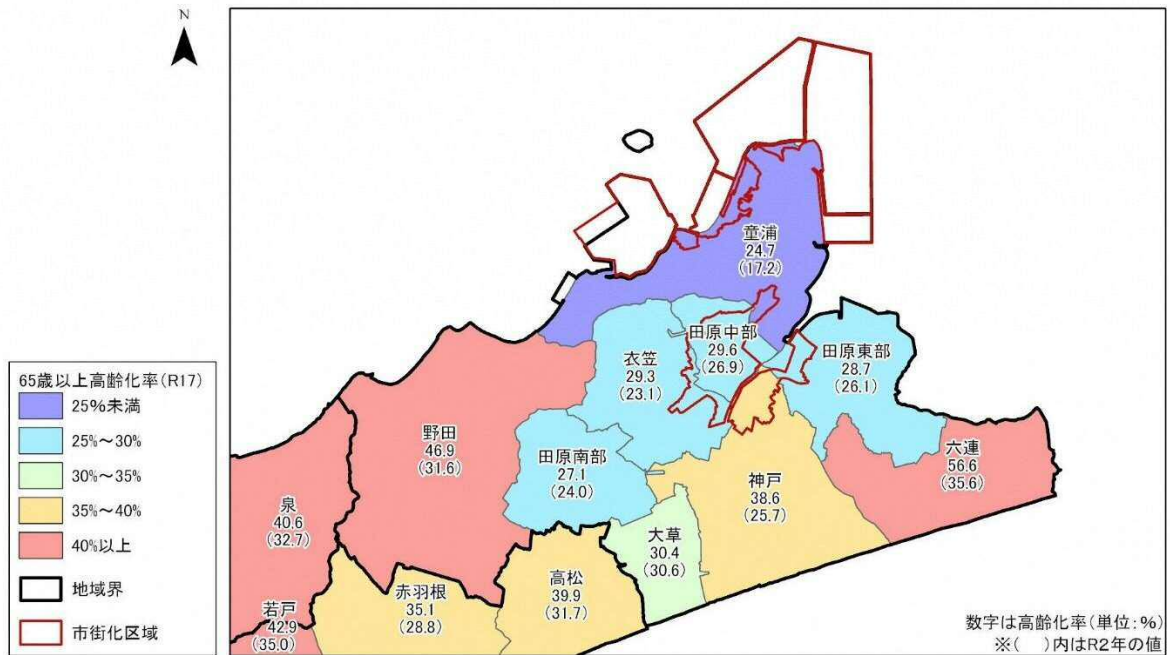 N
65歳以上高齢化率(R17)
25%未満
25%～30%
30%～35%
35%～40%
40%以上
地域界
市街化区域
童浦
24.7
(17.2)
田原中部
29.6
(26.9)
田原東部
28.7
(26.1)
衣笠
29.3
(23.1)
野田
46.9
(31.6)
田原南部
27.1
(24.0)
六連
56.6
(35.6)
神戸
38.6
(25.7)
泉
40.6
(32.7)
大草
30.4
(30.6)
高松
39.9
(31.7)
赤羽根
35.1
(28.8)
若戸
42.9
(35.0)
数字は高齢化率(単位:%)
※( )内はR2年の値